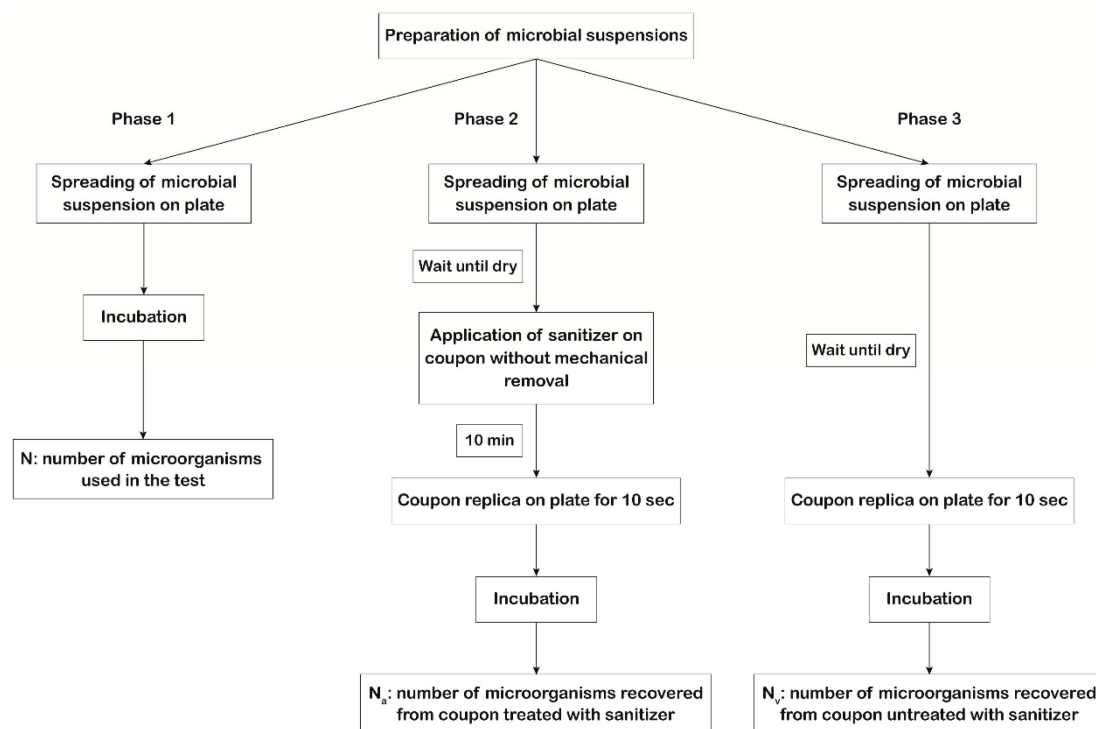 Preparation of microbial suspensions
Phase 1
Phase 2
Phase 3
Spreading of microbial
suspension on plate
Spreading of microbial
suspension on plate
Spreading of microbial
suspension on plate
Wait until dry
Incubation
Application of sanitizer on
coupon without mechanical
removal
Wait until dry
N: number of microorganisms
used in the test
10 min
Coupon replica on plate for 10 sec
Coupon replica on plate for 10 sec
Incubation
Incubation
Na: number of microorganisms recovered
from coupon treated with sanitizer
Nv: number of microorganisms recovered
from coupon untreated with sanitizer